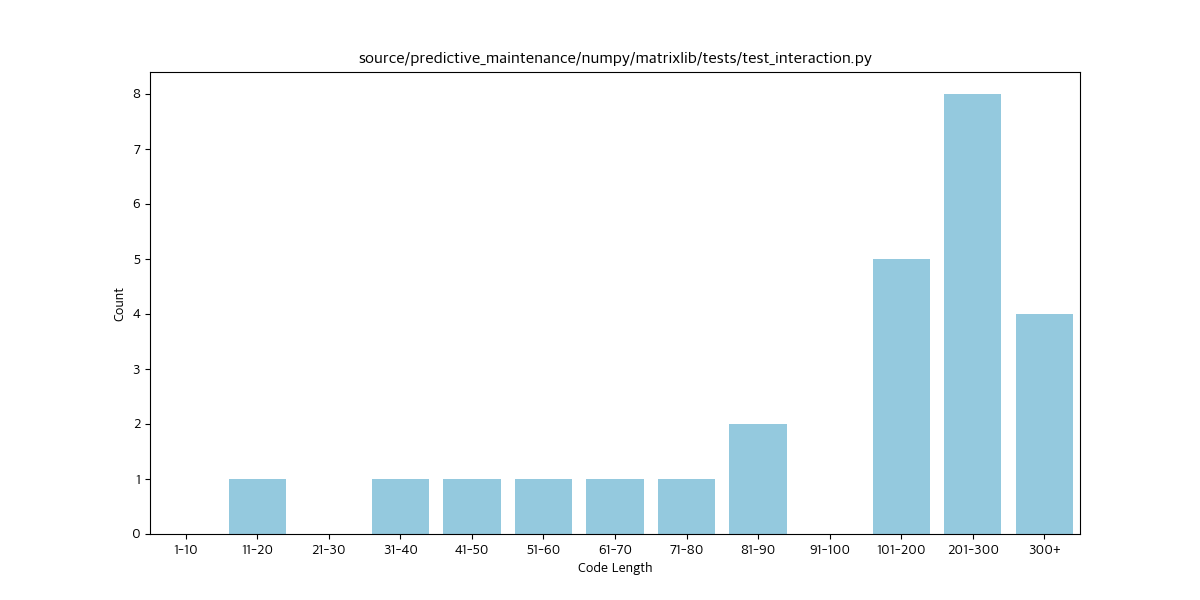 source/predictive_maintenance/numpy/matrixlib/tests/test_interaction.py
8
7
6
5
4
3
2
1
0
Count
1-10 11-20 21-30 31-40 41-50 51-60 61-70 71-80 81-90 91-100 101-200 201-300 300+
Code Length